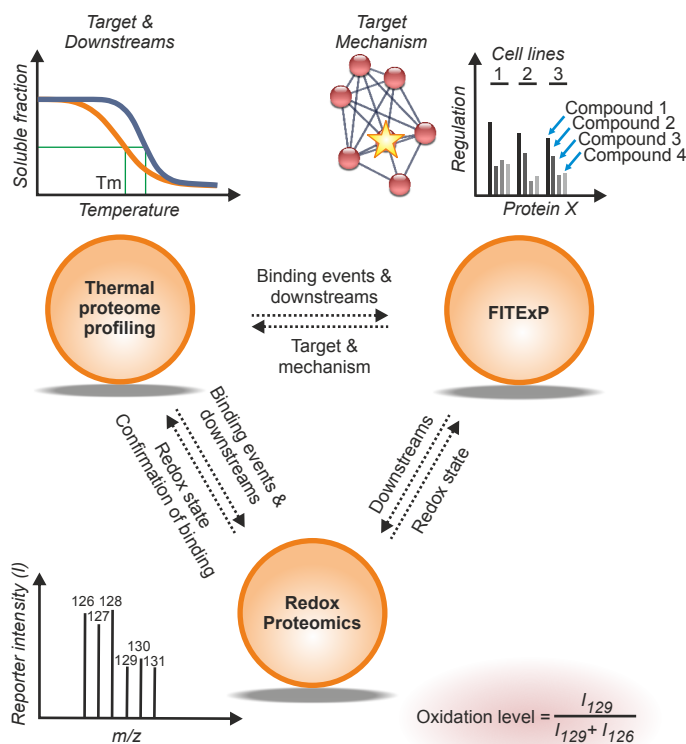 Target &
Downstreams
Soluble fraction
Tm
Temperature
Target
Mechanism
Cell lines
1 2 3
Regulation
Compound 1
Compound 2
Compound 3
Compound 4
Protein X
Thermal
proteome
profiling
Binding events &
downstreams
Target &
mechanism
FITExP
Binding events &
downstreams
Redox state
Confirmation of binding
Downstreams
Redox state
Redox
Proteomics
Reporter intensity (I)
126
127
128
129
130
131
m/z
Oxidation level = I129 / I129+ I126